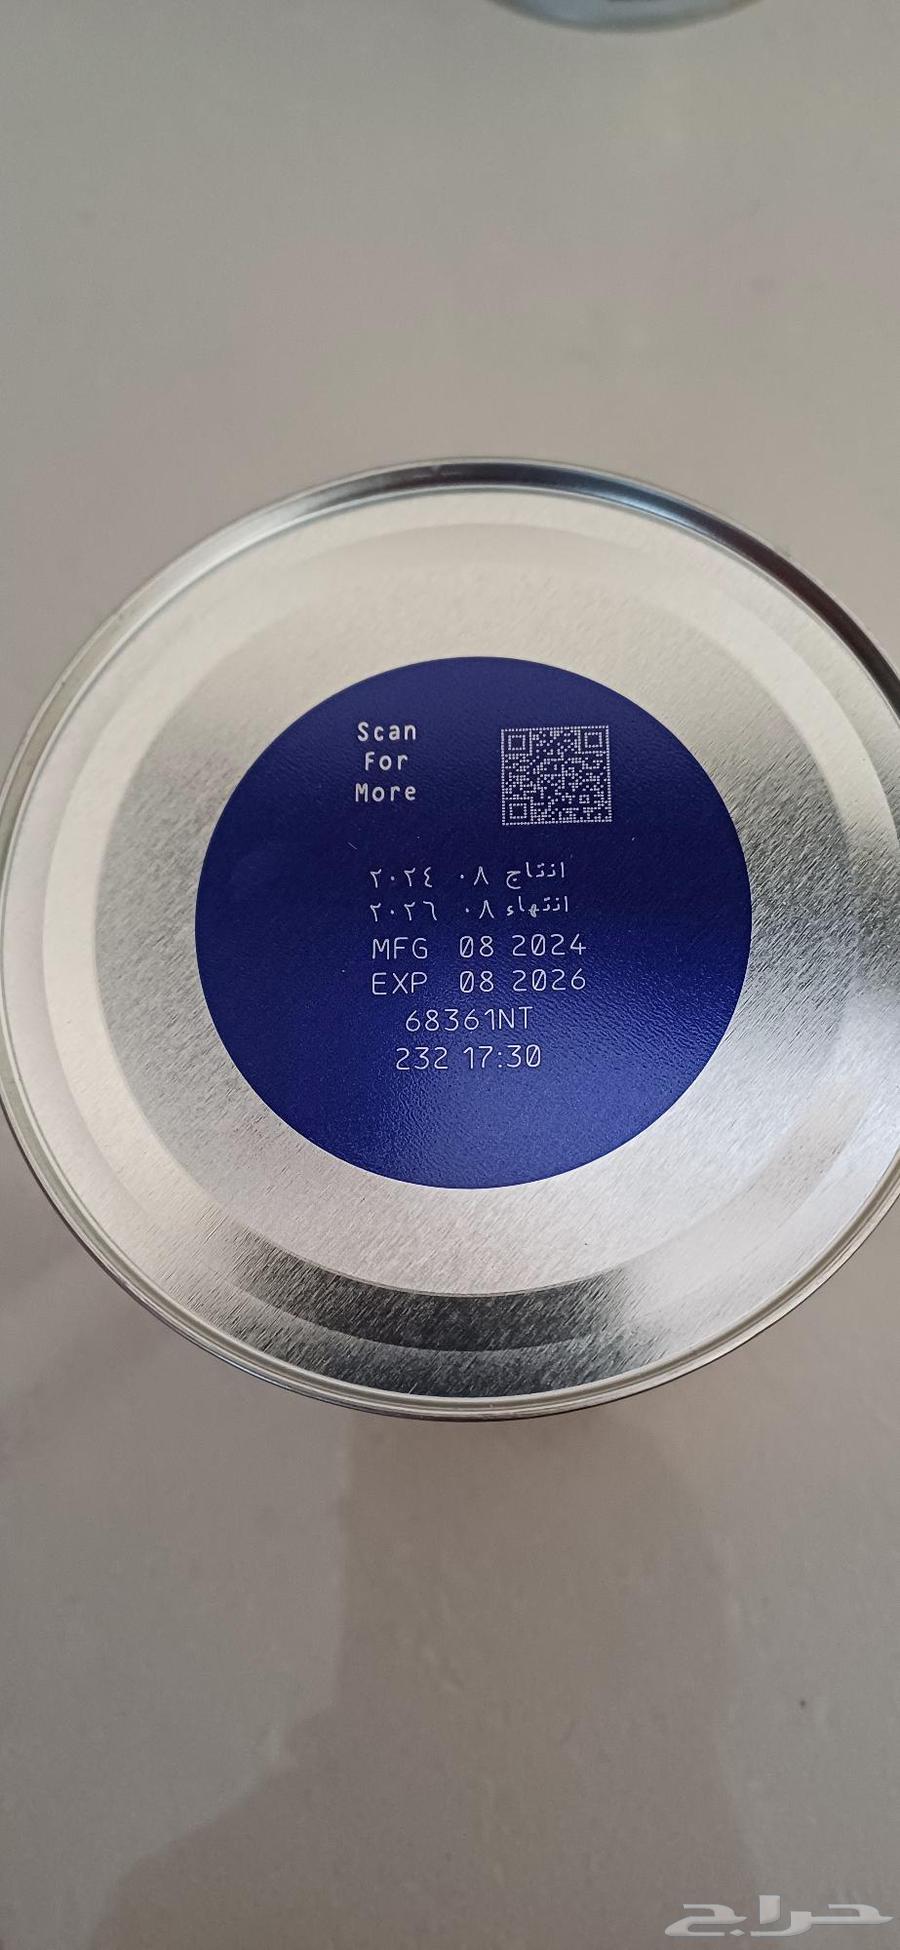 Scan
For
More
انتاج ٠٨ ٢٠٢٤
انتهاء ٠٨ ٢٠٢٦
MFG 08 2024
EXP 08 2026
68361NT
232 17:30
حراج